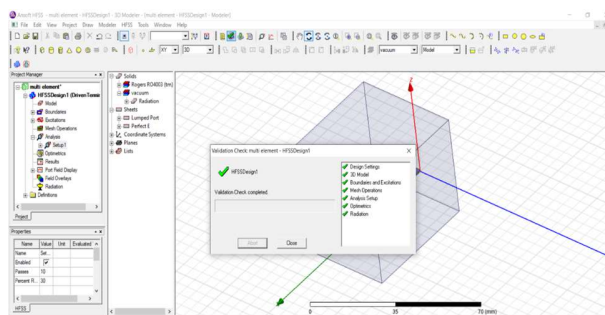 Ansoft HFSS - multi element - HFSSDesign1 - 3D Modeler - [multi element - HFSSDesign1 - Modeler]
File Edit View Project Draw Modeler HFSS Tools Window Help
XY 3D vacuum Model
Project Manager
multi element*
HFSSDesign1 (DrivenTermin
Model
Boundaries
Excitations
Mesh Operations
Analysis
Setup1
Optimetrics
Results
Port Field Display
Field Overlays
Radiation
Definitions
Project
Solids
Rogers RO4003 (tm)
vacuum
Radiation
Sheets
Lumped Port
Perfect E
Coordinate Systems
Planes
Lists
Properties
Name Value Unit Evaluated
Name Set...
Enabled
Passes 10
Percent R... 30
HFSS
Validation Check: multi element - HFSSDesign1
HFSSDesign1
Validation Check completed.
Abort Close
Design Settings
3D Model
Boundaries and Excitations
Mesh Operations
Analysis Setup
Optimetrics
Radiation
0 35 70 (mm)